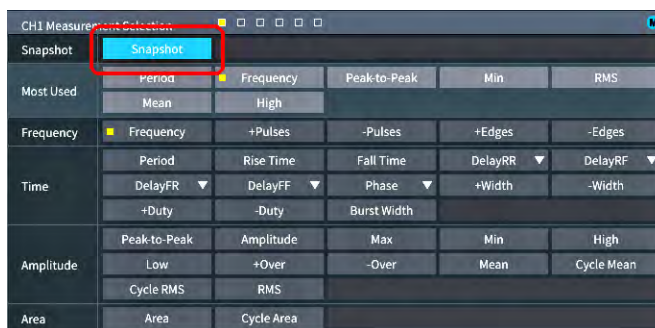 CH1 Measurement Selection
Snapshot Snapshot
Most Used Period Frequency Peak-to-Peak Min RMS
Mean High
Frequency Frequency +Pulses -Pulses +Edges -Edges
Time Period Rise Time Fall Time DelayRR DelayRF
DelayFR DelayFF Phase +Width -Width
+Duty -Duty Burst Width
Amplitude Peak-to-Peak Amplitude Max Min High
Low +Over -Over Mean Cycle Mean
Cycle RMS RMS
Area Area Cycle Area